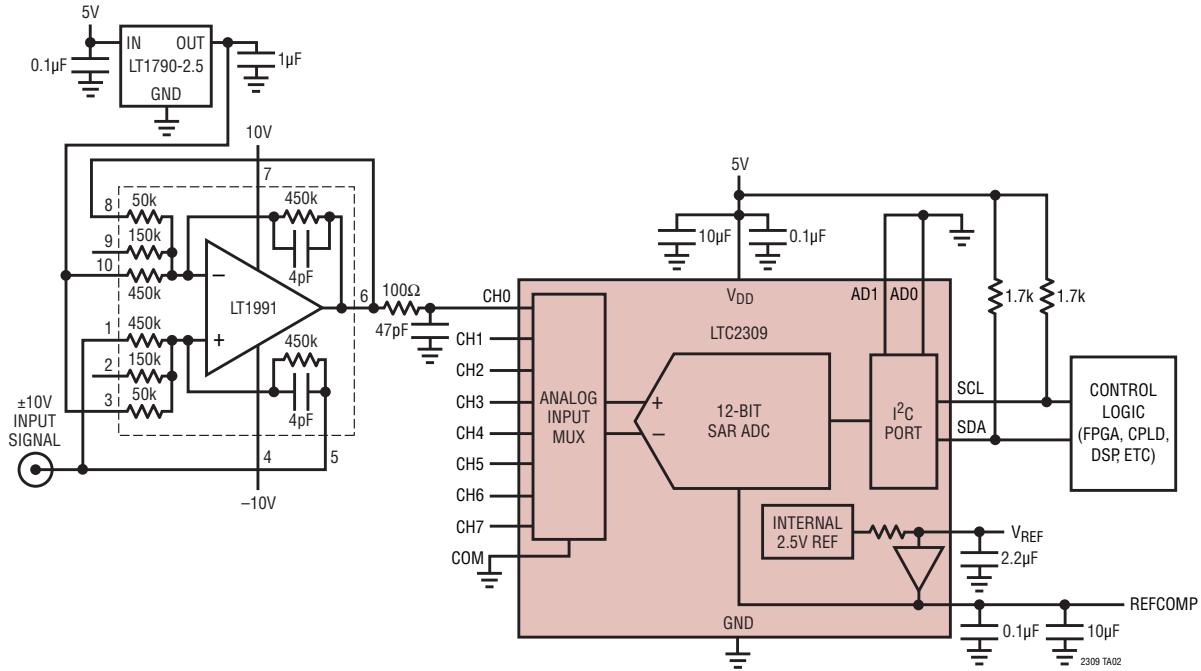 5V
IN
OUT
LT1790-2.5
GND
0.1µF
1µF
10V
7
8
50k
9
150k
10
450k
450k
4pF
LT1991
–
+
1
450k
2
150k
3
50k
450k
4pF
6
4
5
–10V
±10V
INPUT
SIGNAL
100Ω
47pF
5V
10µF
0.1µF
VDD
AD1
AD0
LTC2309
CH0
CH1
CH2
CH3
CH4
CH5
CH6
CH7
COM
ANALOG
INPUT
MUX
+
–
12-BIT
SAR ADC
I²C
PORT
1.7k
1.7k
SCL
SDA
CONTROL
LOGIC
(FPGA, CPLD,
DSP, ETC)
INTERNAL
2.5V REF
VREF
2.2µF
REFCOMP
GND
0.1µF
10µF
2309 TA02